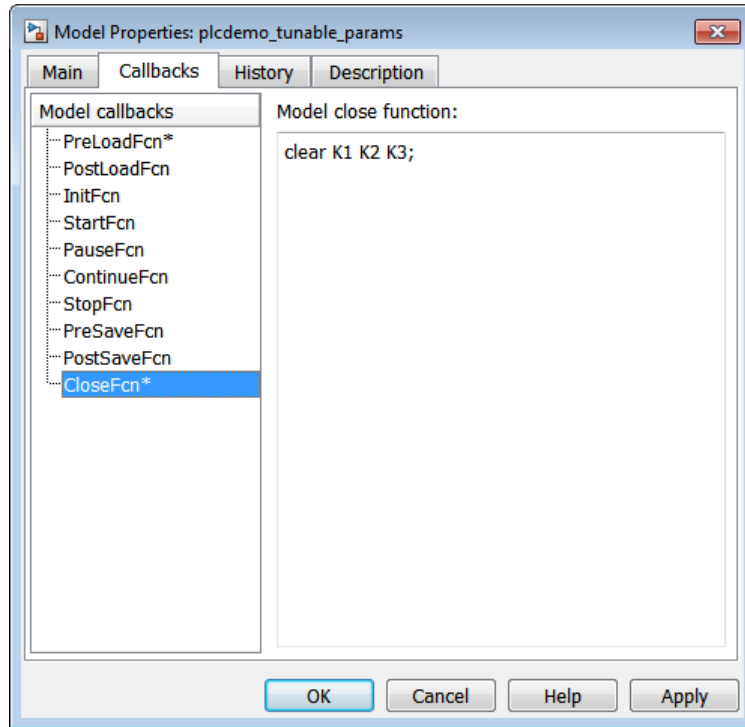 Model Properties: plcdemo_tunable_params
Main Callbacks History Description
Model callbacks
PreLoadFcn*
PostLoadFcn
InitFcn
StartFcn
PauseFcn
ContinueFcn
StopFcn
PreSaveFcn
PostSaveFcn
CloseFcn*
Model close function:
clear K1 K2 K3;
OK Cancel Help Apply